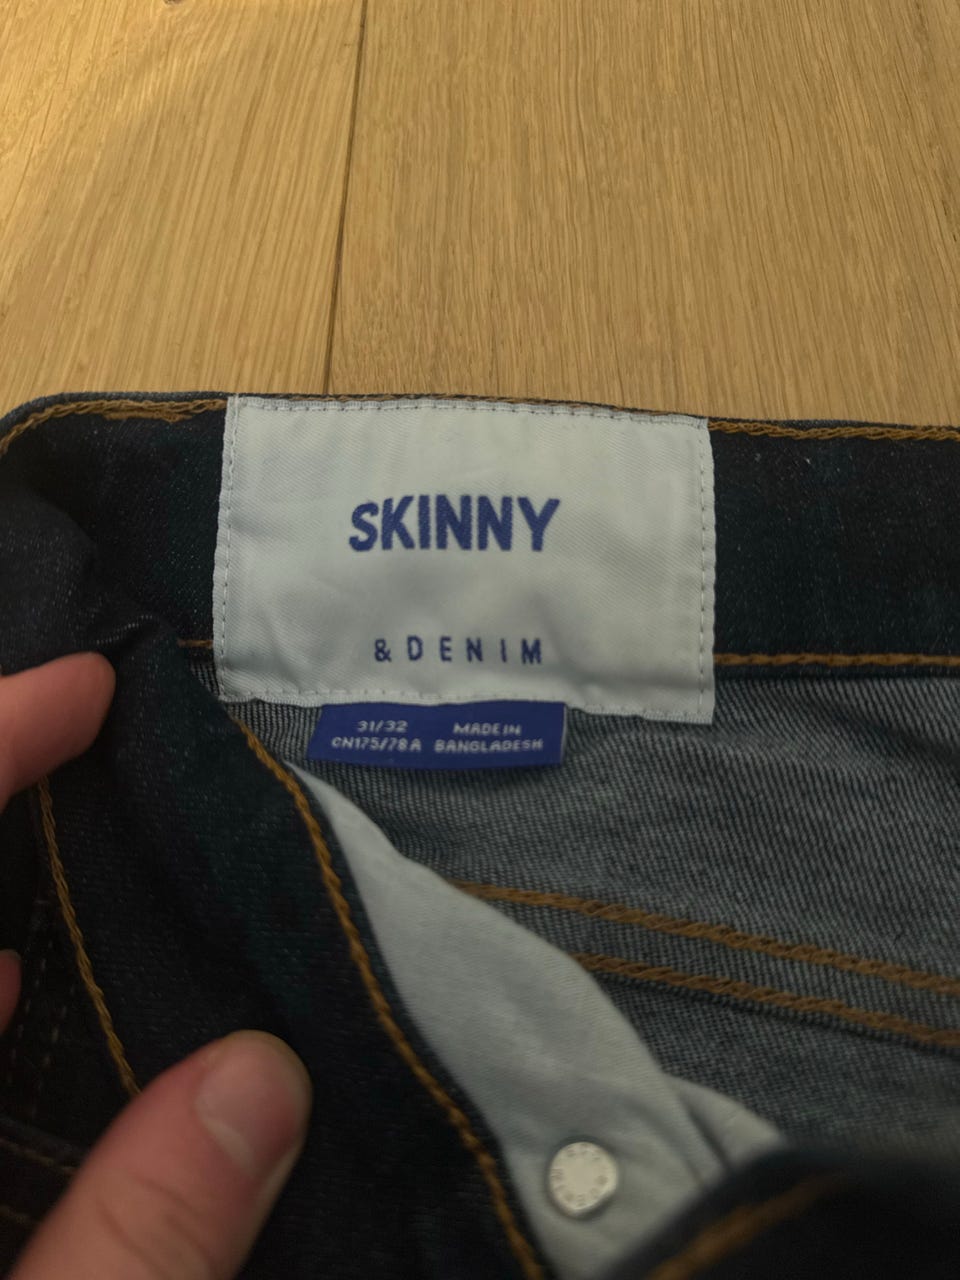 SKINNY
& DENIM
31/32 MADE IN
CN175/78A BANGLADESH